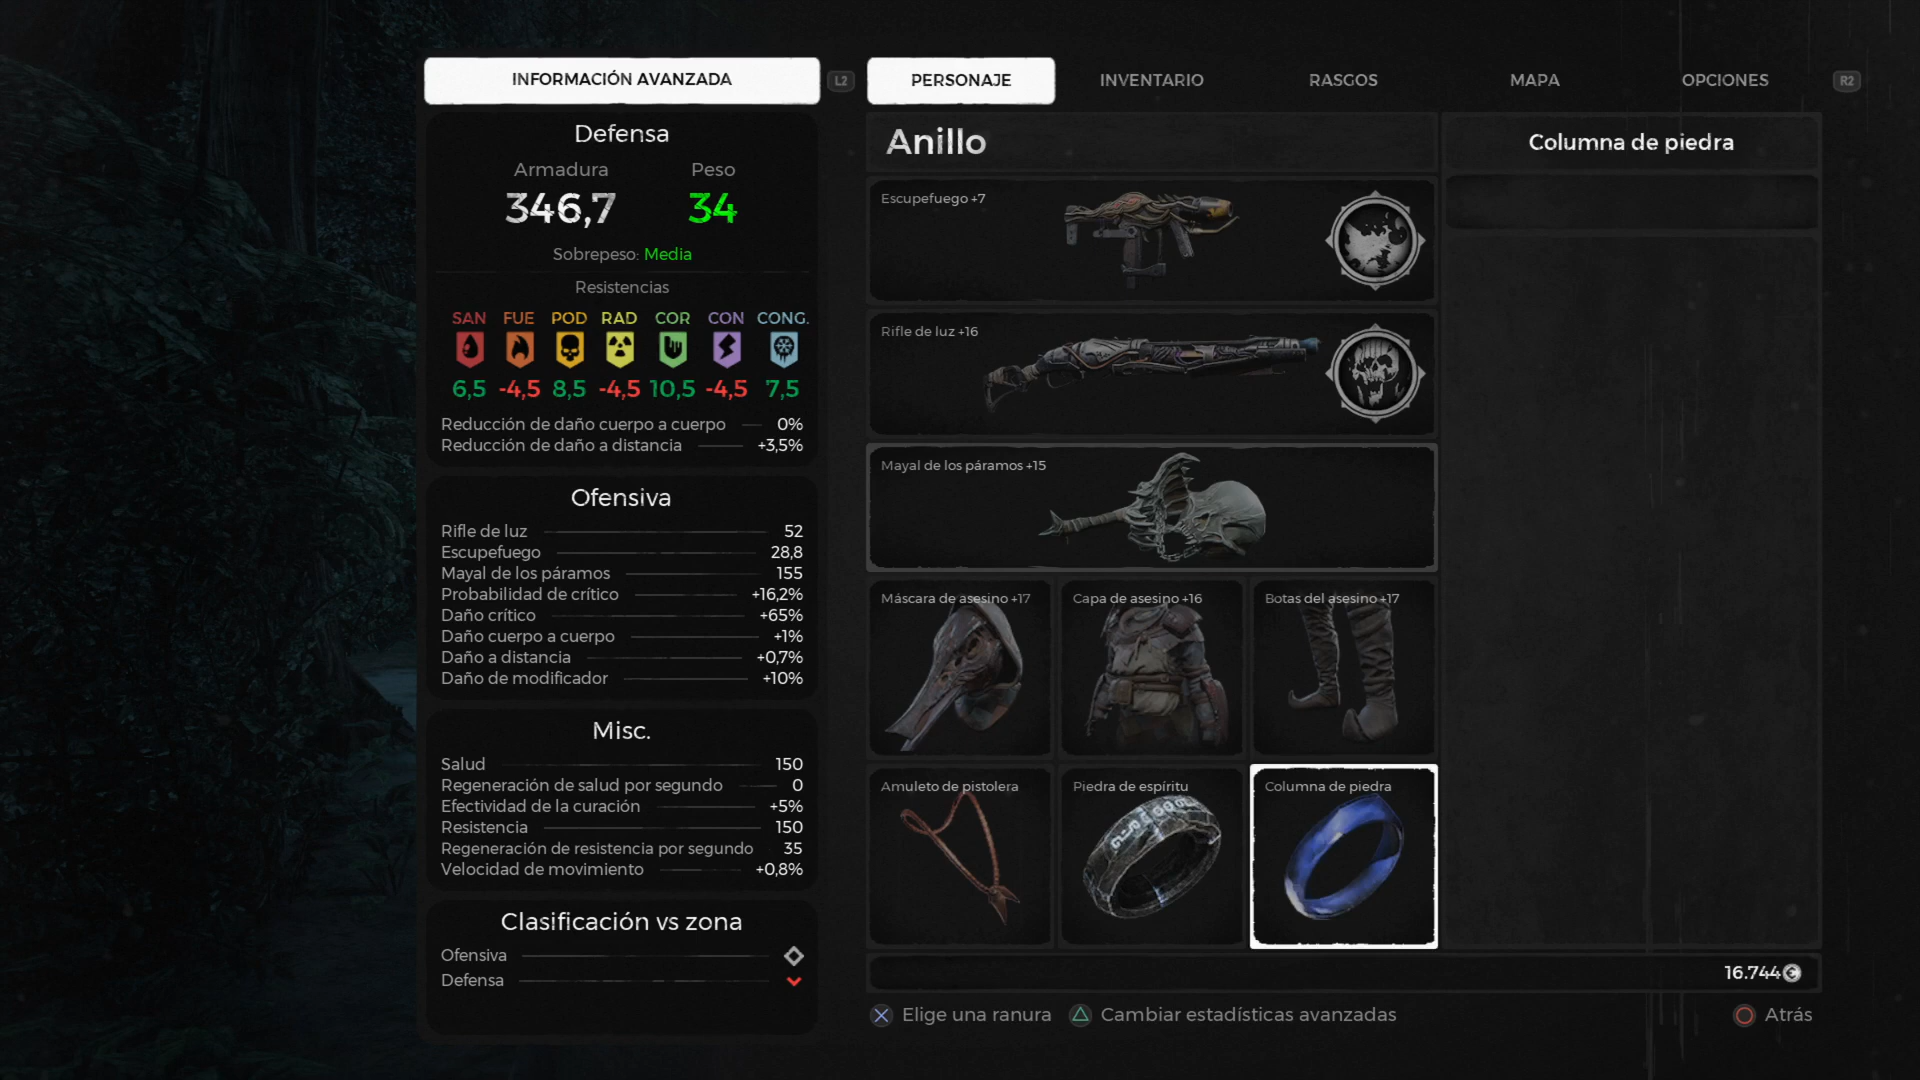 INFORMACIÓN AVANZADA
L2
PERSONAJE
INVENTARIO
RASGOS
MAPA
OPCIONES
R2
Defensa
Armadura
Peso
346,7
34
Sobrepeso: Media
Resistencias
SAN FUE POD RAD COR CON CONG.
6,5 -4,5 8,5 -4,5 10,5 -4,5 7,5
Reducción de daño cuerpo a cuerpo 0%
Reducción de daño a distancia +3,5%
Ofensiva
Rifle de luz 52
Escupefuego 28,8
Mayal de los páramos 155
Probabilidad de crítico +16,2%
Daño crítico +65%
Daño cuerpo a cuerpo +1%
Daño a distancia +0,7%
Daño de modificador +10%
Misc.
Salud 150
Regeneración de salud por segundo 0
Efectividad de la curación +5%
Resistencia 150
Regeneración de resistencia por segundo 35
Velocidad de movimiento +0,8%
Clasificación vs zona
Ofensiva
Defensa
Anillo
Escupefuego +7
Rifle de luz +16
Mayal de los páramos +15
Máscara de asesino +17
Capa de asesino +16
Botas del asesino +17
Amuleto de pistolera
Piedra de espíritu
Columna de piedra
Columna de piedra
16.744
Elige una ranura
Cambiar estadísticas avanzadas
Atrás